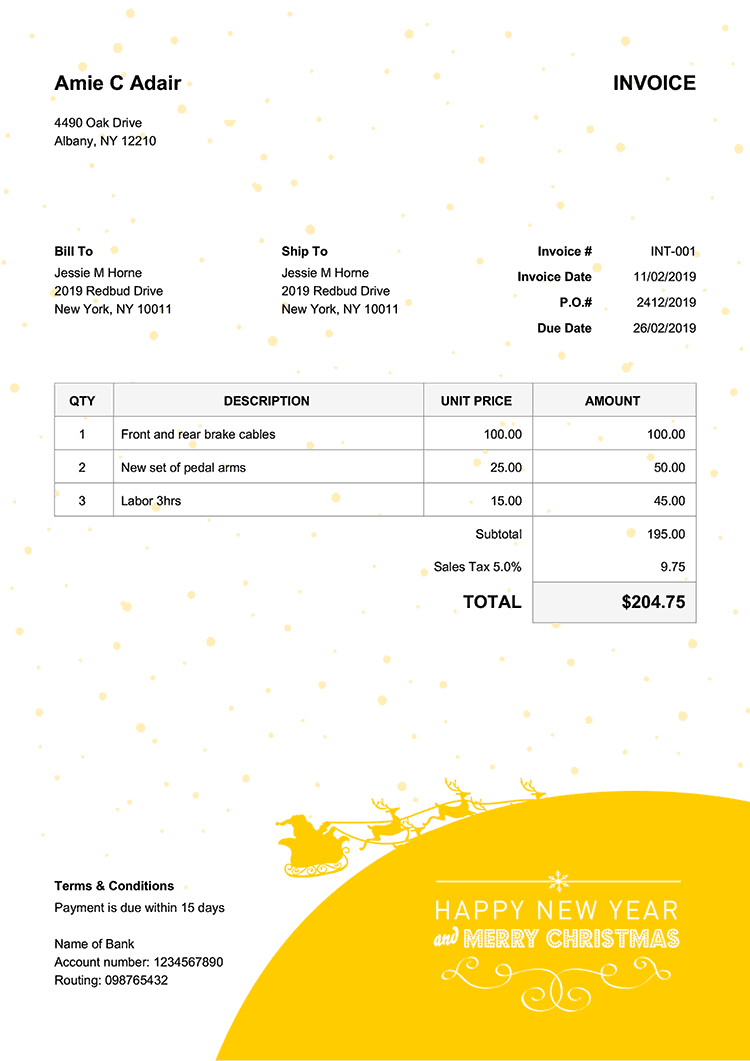 Amie C Adair
INVOICE
4490 Oak Drive
Albany, NY 12210
Bill To
Jessie M Horne
2019 Redbud Drive
New York, NY 10011
Ship To
Jessie M Horne
2019 Redbud Drive
New York, NY 10011
Invoice # INT-001
Invoice Date 11/02/2019
P.O.# 2412/2019
Due Date 26/02/2019
QTY DESCRIPTION UNIT PRICE AMOUNT
1 Front and rear brake cables 100.00 100.00
2 New set of pedal arms 25.00 50.00
3 Labor 3hrs 15.00 45.00
Subtotal 195.00
Sales Tax 5.0% 9.75
TOTAL $204.75
Terms & Conditions
Payment is due within 15 days
Name of Bank
Account number: 1234567890
Routing: 098765432
HAPPY NEW YEAR
and MERRY CHRISTMAS